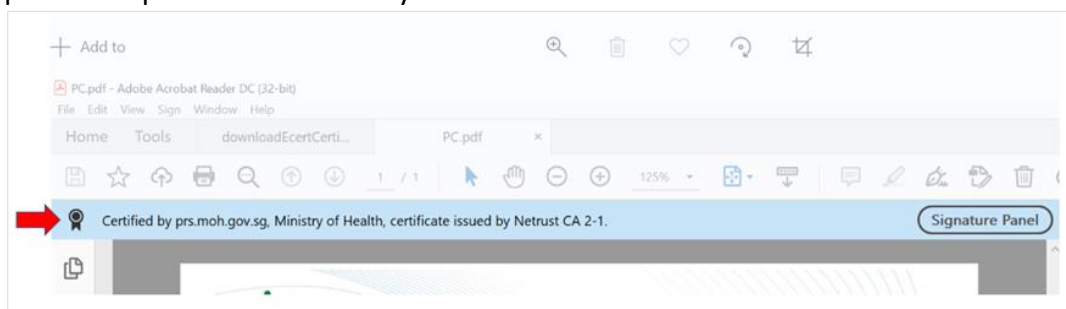 Add to
PC.pdf - Adobe Acrobat Reader DC (32-bit)
File Edit View Sign Window Help
Home Tools downloadEcertCerti... PC.pdf ×
1 / 1 125%
Certified by prs.moh.gov.sg, Ministry of Health, certificate issued by Netrust CA 2-1.
Signature Panel